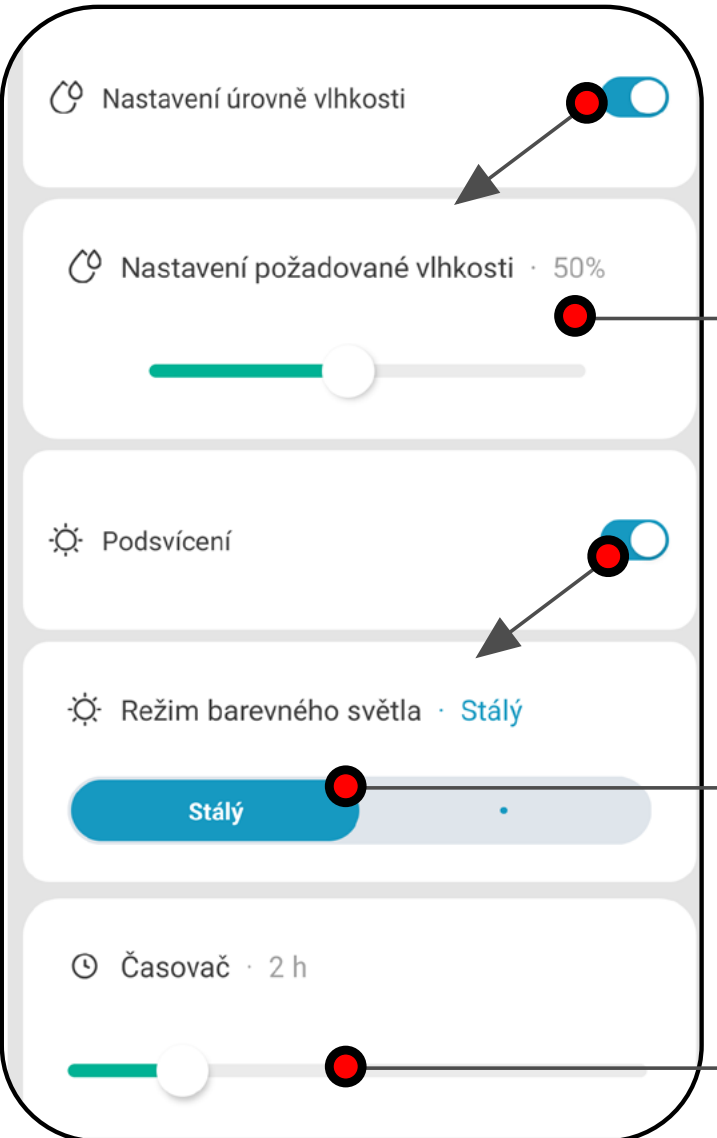 Nastavení úrovně vlhkosti
Nastavení požadované vlhkosti · 50%
Podsvícení
Režim barevného světla · Stálý
Stálý
Časovač · 2 h